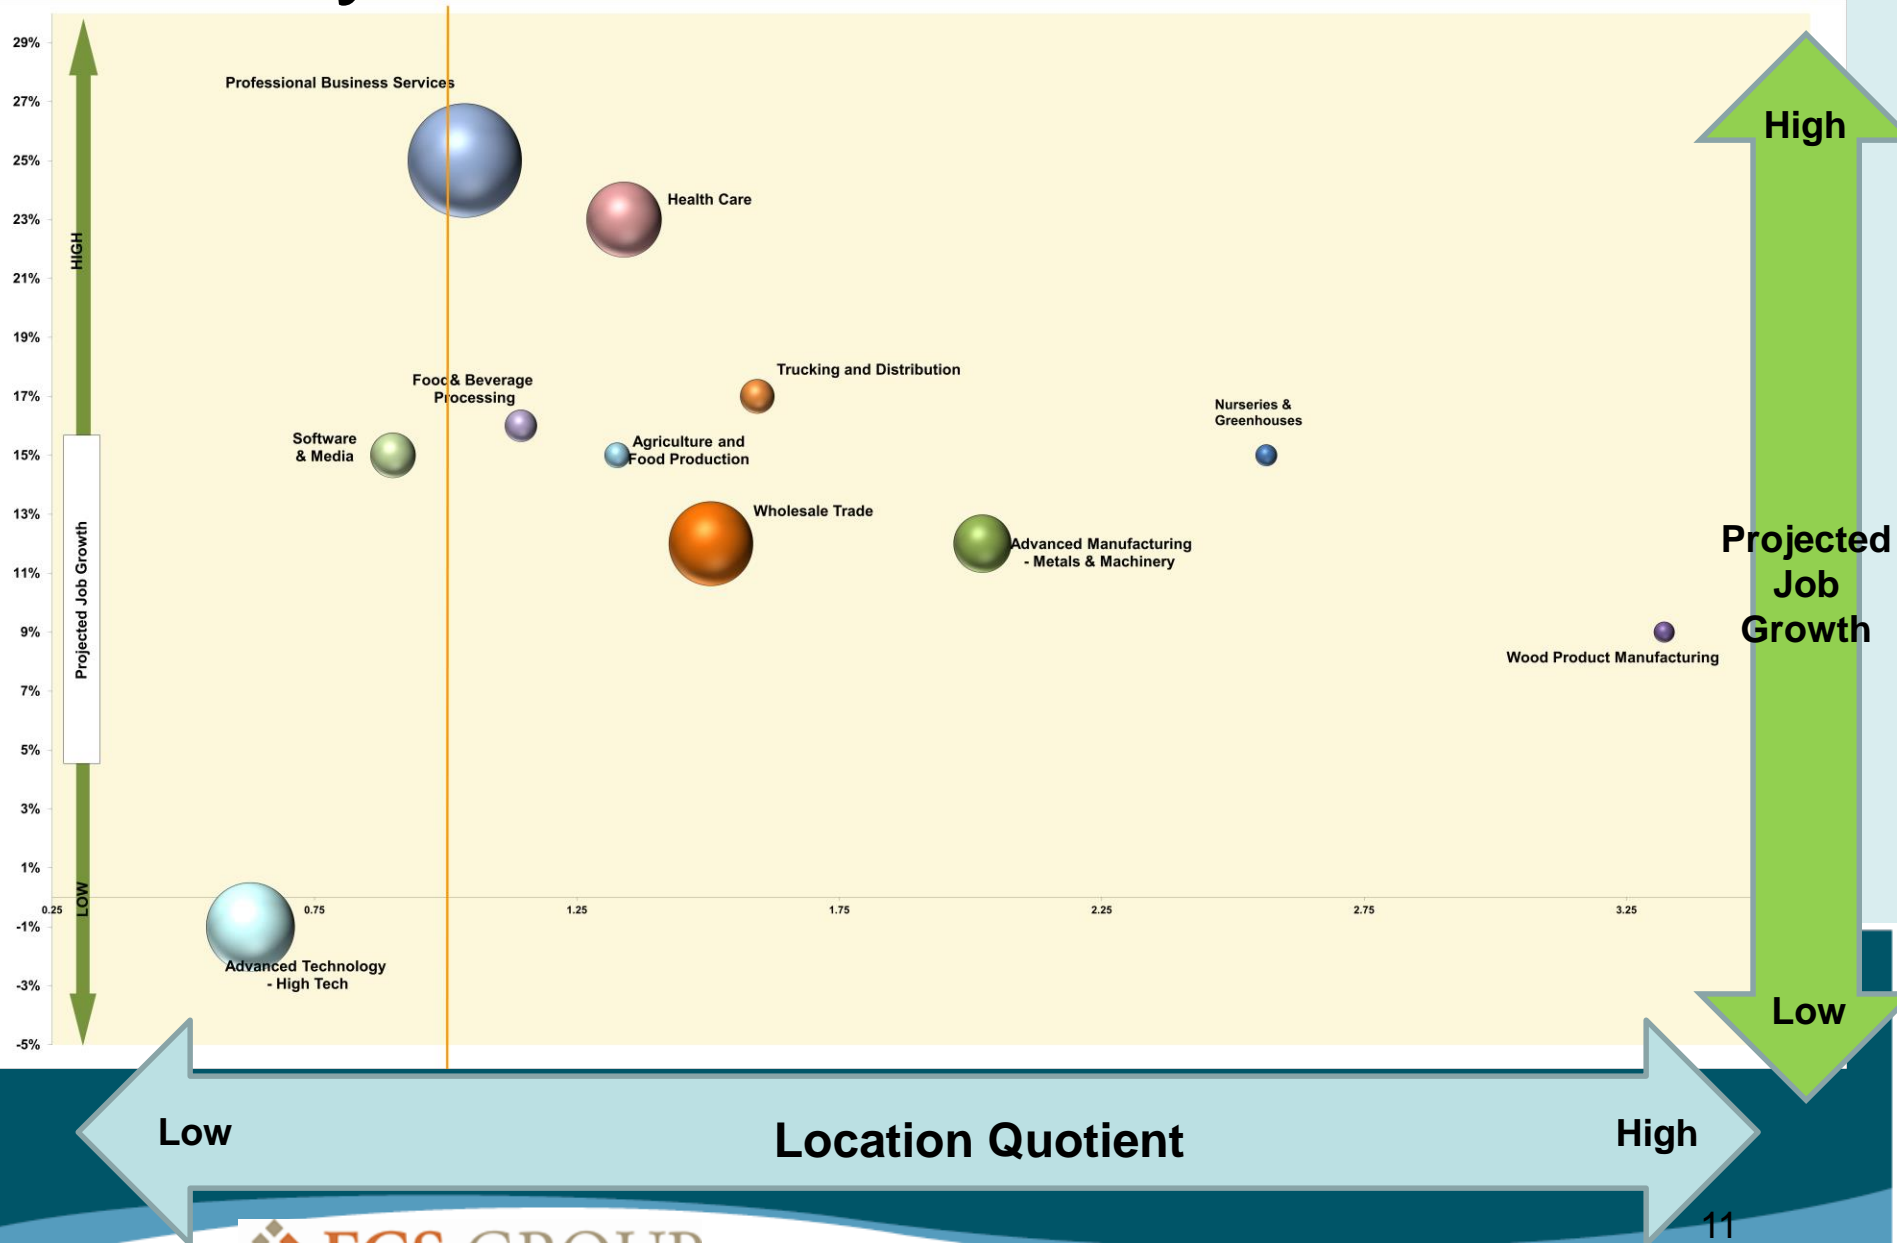 29%
27%
25%
23%
21%
19%
17%
15%
13%
11%
9%
7%
5%
3%
1%
-1%
-3%
-5%
HIGH
Projected Job Growth
LOW
Professional Business Services
Health Care
Trucking and Distribution
Food & Beverage
Processing
Nurseries &
Greenhouses
Software
& Media
Agriculture and
Food Production
Wholesale Trade
Advanced Manufacturing
- Metals & Machinery
Wood Product Manufacturing
0.25
0.75
1.25
1.75
2.25
2.75
3.25
Advanced Technology
- High Tech
High
Projected
Job
Growth
Low
Low
Location Quotient
High
11
FCS GROUP